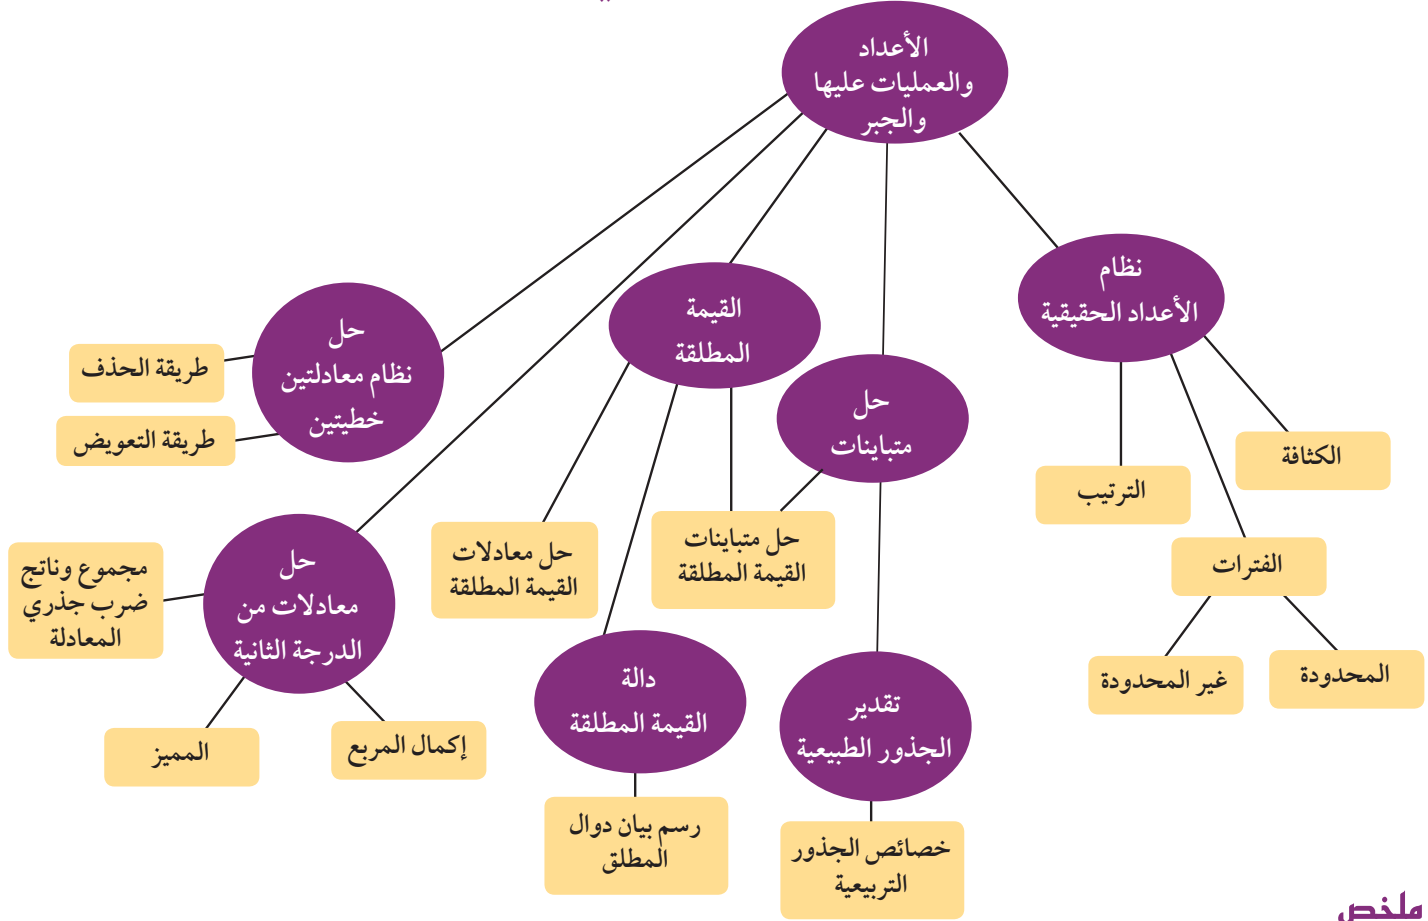 الأعداد
والعمليات عليها
والجبر
نظام
الأعداد الحقيقية
الكثافة
الترتيب
الفترات
المحدودة
غير المحدودة
حل
متباينات
القيمة
المطلقة
حل متباينات
القيمة المطلقة
حل معادلات
القيمة المطلقة
تقدير
الجذور الطبيعية
خصائص الجذور
التربيعية
دالة
القيمة المطلقة
رسم بيان دوال
المطلق
حل
نظام معادلتين
خطيتين
طريقة الحذف
طريقة التعويض
حل
معادلات من
الدرجة الثانية
مجموع وناتج
ضرب جذري
المعادلة
إكمال المربع
المميز
ملخص